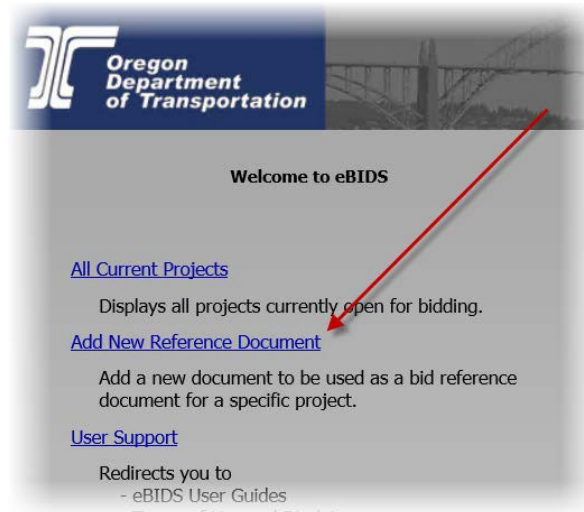 Oregon
Department
of Transportation
Welcome to eBIDS
All Current Projects
Displays all projects currently open for bidding.
Add New Reference Document
Add a new document to be used as a bid reference
document for a specific project.
User Support
Redirects you to
- eBIDS User Guides